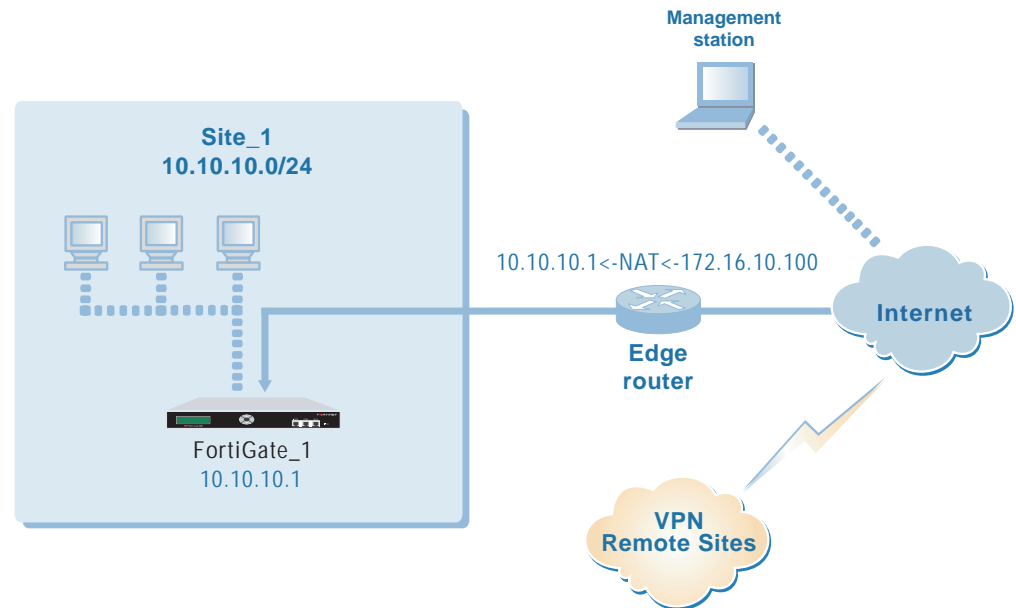 Management
station
Site_1
10.10.10.0/24
10.10.10.1<-NAT<-172.16.10.100
Internet
Edge
router
FortiGate_1
10.10.10.1
VPN
Remote Sites